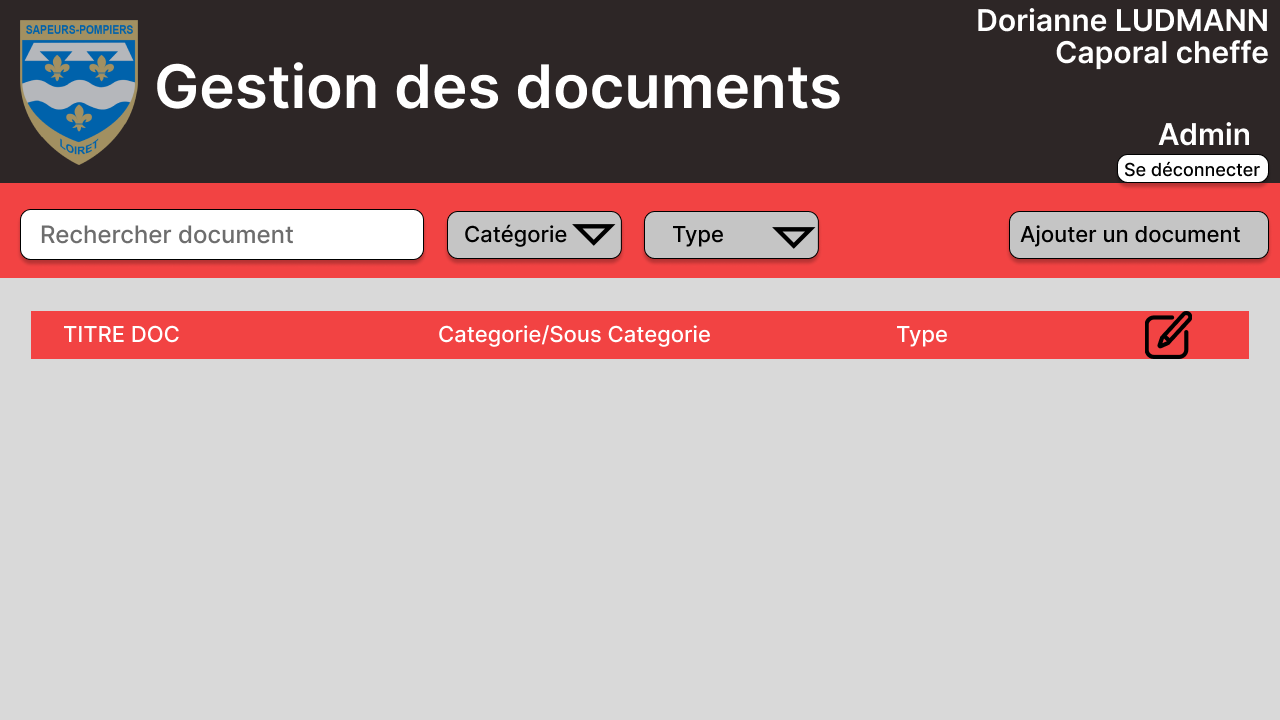 SAPEURS-POMPIERS
LOIRET
Gestion des documents
Dorianne LUDMANN
Caporal cheffe
Admin
Se déconnecter
Rechercher document
Catégorie
Type
Ajouter un document
TITRE DOC
Categorie/Sous Categorie
Type